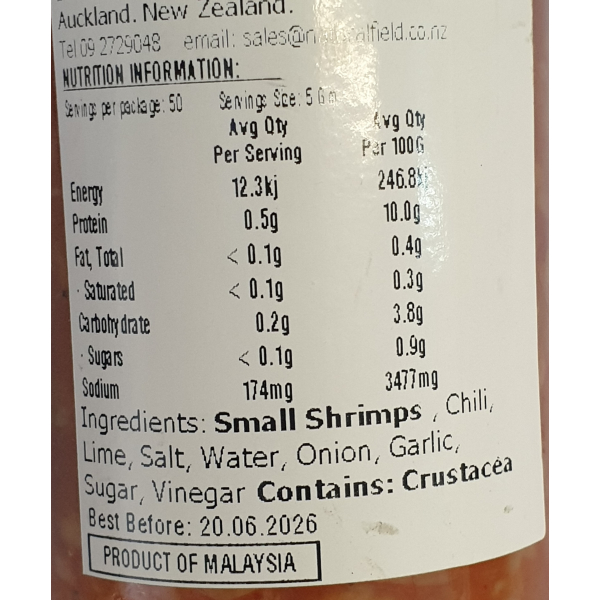 Auckland. New Zealand.
Tel 09 2729048 email:
NUTRITION INFORMATION:
Servings per package: 50 Servings Size: 5
Avg Qty Avg Qty
Per Serving Per 100G
Energy 12.3kj 246.8kj
Protein 0.5g 10.0g
Fat, Total < 0.1g 0.4g
· Saturated < 0.1g 0.3g
Carbohydrate 0.2g 3.8g
· Sugars < 0.1g 0.9g
Sodium 174mg 3477mg
Ingredients: Small Shrimps , Chili,
Lime, Salt, Water, Onion, Garlic,
Sugar, Vinegar Contains: Crustacea
Best Before: 20.06.2026
PRODUCT OF MALAYSIA